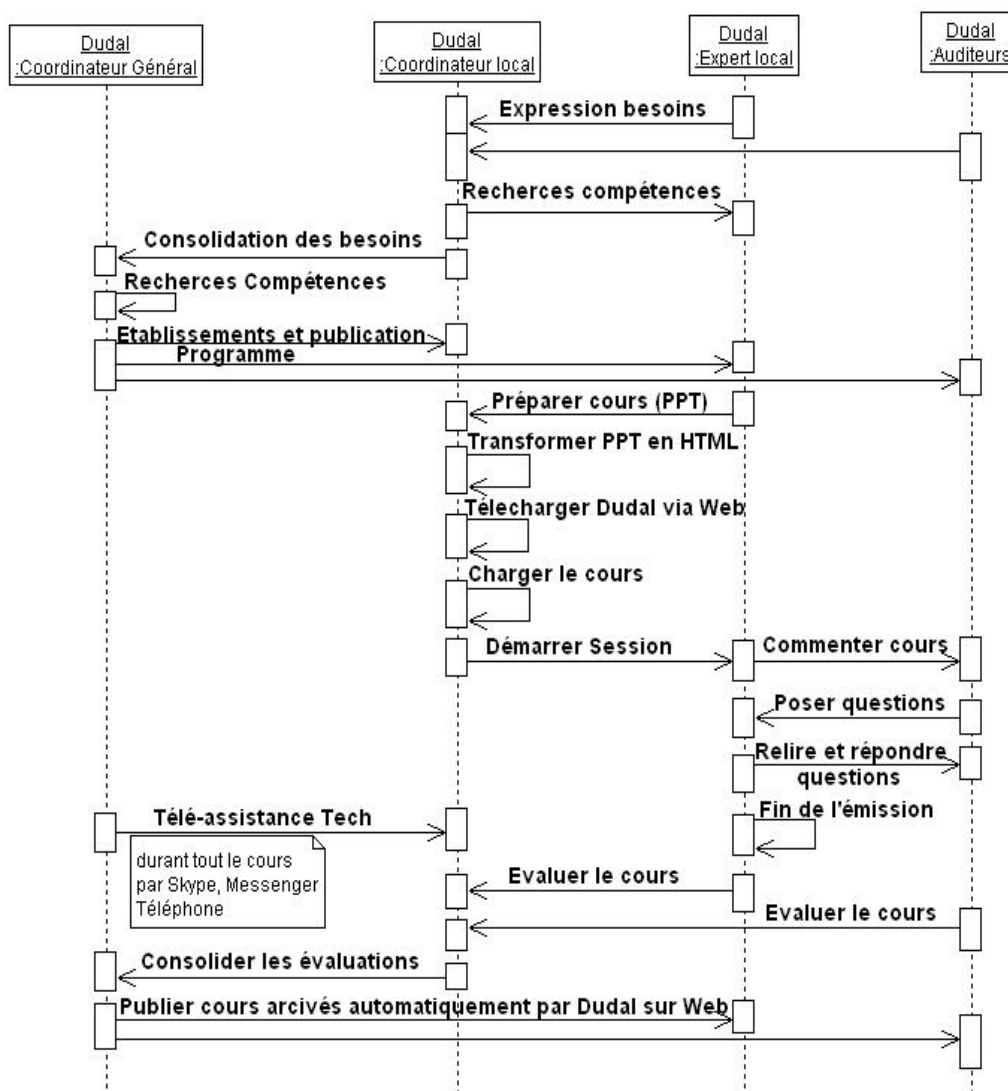 Dudal
:Coordinateur Général
Dudal
:Coordinateur local
Dudal
:Expert local
Dudal
:Auditeurs
Expression besoins
Recherces compétences
Consolidation des besoins
Recherces Compétences
Etablissements et publication
Programme
Préparer cours (PPT)
Transformer PPT en HTML
Télecharger Dudal via Web
Charger le cours
Démarrer Session
Commenter cours
Poser questions
Relire et répondre
questions
Télé-assistance Tech
Fin de l'émission
durant tout le cours
par Skype, Messenger
Téléphone
Evaluer le cours
Evaluer le cours
Consolider les évaluations
Publier cours arcivés automatiquement par Dudal sur Web